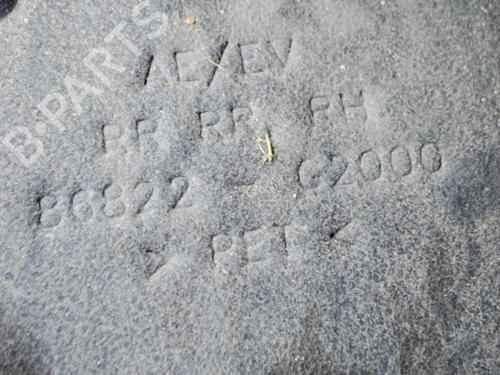 B·PARTS
AE/EV
RR RR RH
86822 - G2000
>PET<